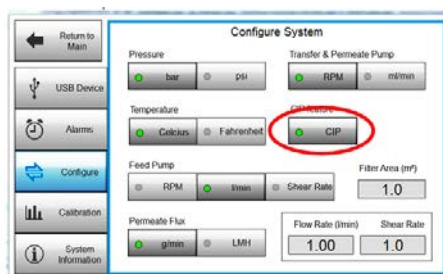 Return to
Main
USB Device
Alarms
Configure
Calibration
System
Information
Configure System
Pressure
bar
psi
Transfer & Permeate Pump
RPM
ml/min
Temperature
Celcius
Fahrenheit
CIP feature
CIP
Feed Pump
RPM
l/min
Shear Rate
Filter Area (m²)
1.0
Permeate Flux
g/min
LMH
Flow Rate (l/min)
Shear Rate
1.00
1.0